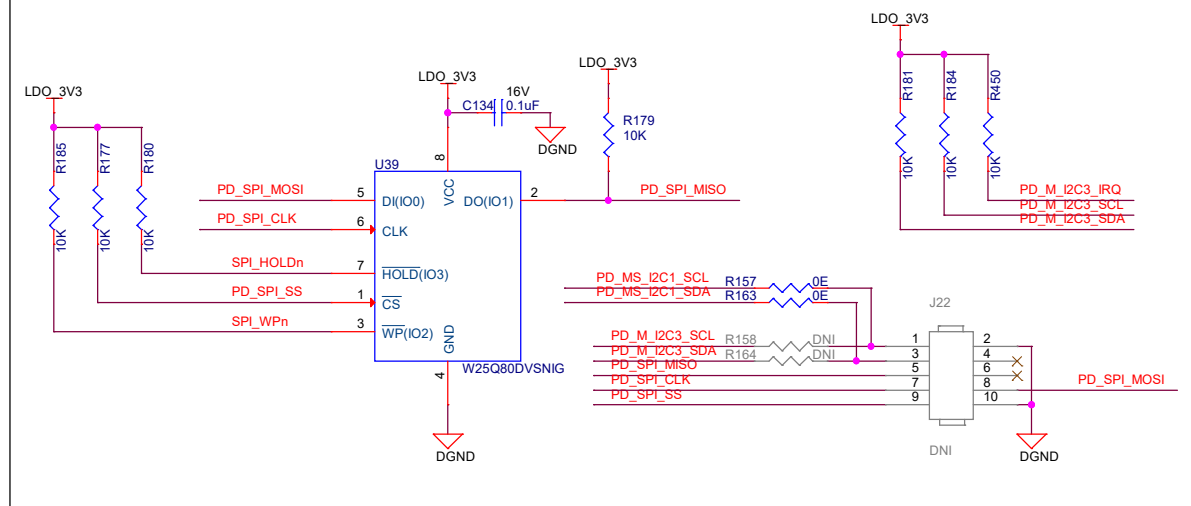 LDO_3V3
R185
R177
R180
10K
10K
10K
LDO_3V3
16V
C134
0.1uF
DGND
LDO_3V3
R179
10K
LDO_3V3
R181
R184
R450
10K
10K
10K
PD_M_I2C3_IRQ
PD_M_I2C3_SCL
PD_M_I2C3_SDA
U39
8
VCC
PD_SPI_MOSI 5 DI(IO0)
DO(IO1) 2 PD_SPI_MISO
PD_SPI_CLK 6 CLK
SPI_HOLDn 7 HOLD(IO3)
PD_SPI_SS 1 CS
SPI_WPn 3 WP(IO2)
GND
4
W25Q80DVSNIG
DGND
PD_MS_I2C1_SCL R157 0E
PD_MS_I2C1_SDA R163 0E
J22
PD_M_I2C3_SCL R158 DNI 1 2
PD_M_I2C3_SDA R164 DNI 3 4
PD_SPI_MISO 5 6
PD_SPI_CLK 7 8 PD_SPI_MOSI
PD_SPI_SS 9 10
DNI
DGND